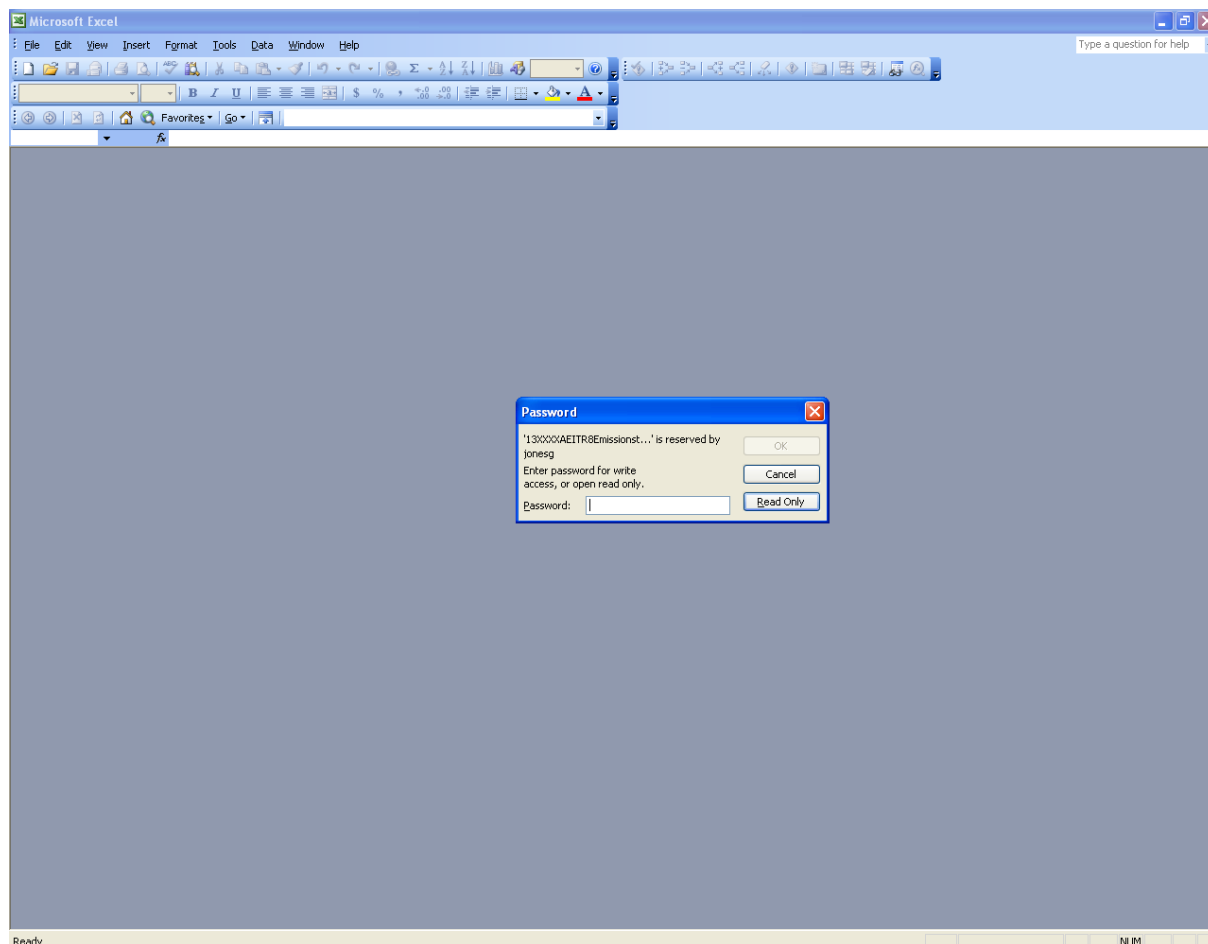 Microsoft Excel
File Edit View Insert Format Tools Data Window Help
Type a question for help
Favorites Go
Password
'13XXXXAEITR8Emissionst...' is reserved by
jonesg
OK
Enter password for write
access, or open read only.
Cancel
Password:
Read Only
Ready
NUM